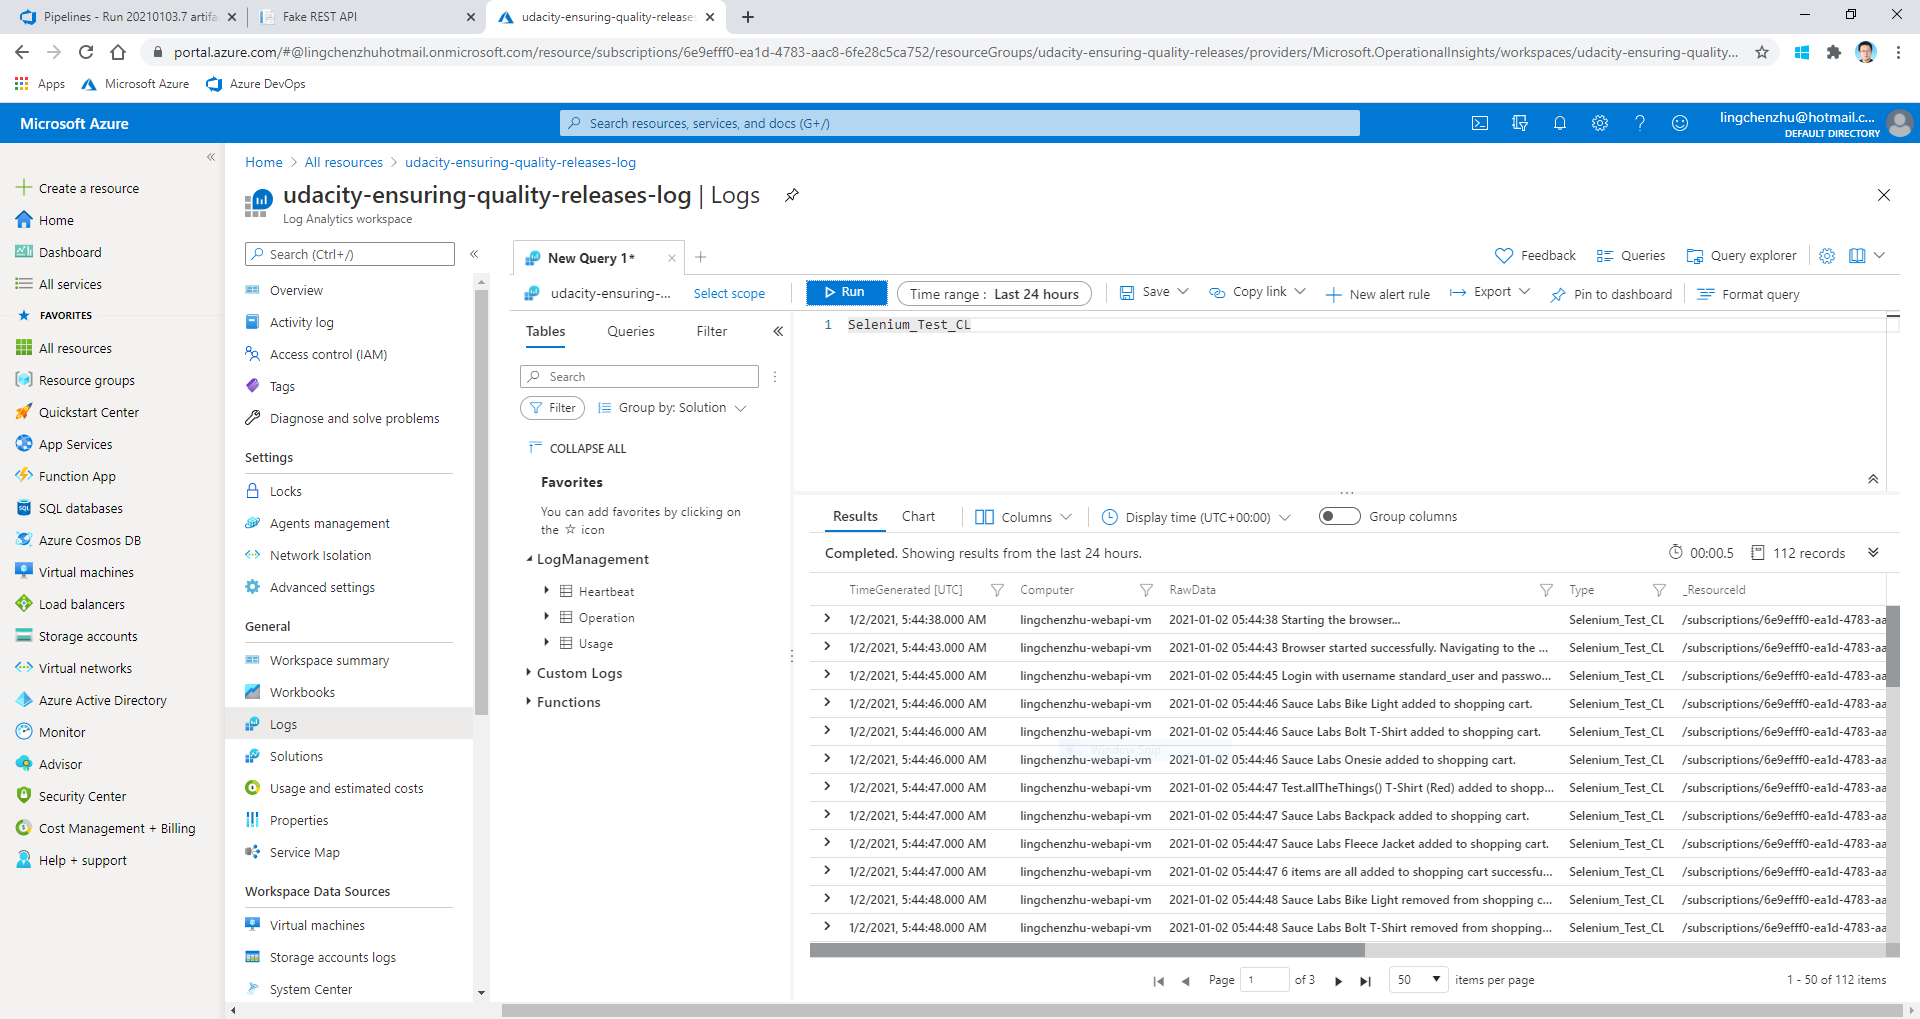 Pipelines - Run 20210103.7 artifa
Fake REST API
udacity-ensuring-quality-releases
portal.azure.com/#@lingchenzhuhotmail.onmicrosoft.com/resource/subscriptions/6e9efff0-ea1d-4783-aac8-6fe28c5ca752/resourceGroups/udacity-ensuring-quality-releases/providers/Microsoft.OperationalInsights/workspaces/udacity-ensuring-quality...
Apps
Microsoft Azure
Azure DevOps
Microsoft Azure
Search resources, services, and docs (G+/)
lingchenzhu@hotmail.c...
DEFAULT DIRECTORY
Create a resource
Home
Dashboard
All services
FAVORITES
All resources
Resource groups
Quickstart Center
App Services
Function App
SQL databases
Azure Cosmos DB
Virtual machines
Load balancers
Storage accounts
Virtual networks
Azure Active Directory
Monitor
Advisor
Security Center
Cost Management + Billing
Help + support
Home > All resources > udacity-ensuring-quality-releases-log
udacity-ensuring-quality-releases-log | Logs
Log Analytics workspace
Search (Ctrl+/)
Overview
Activity log
Access control (IAM)
Tags
Diagnose and solve problems
Settings
Locks
Agents management
Network Isolation
Advanced settings
General
Workspace summary
Workbooks
Logs
Solutions
Usage and estimated costs
Properties
Service Map
Workspace Data Sources
Virtual machines
Storage accounts logs
System Center
New Query 1*
Feedback
Queries
Query explorer
udacity-ensuring-...
Select scope
Run
Time range : Last 24 hours
Save
Copy link
New alert rule
Export
Pin to dashboard
Format query
Tables
Queries
Filter
Search
Filter
Group by: Solution
COLLAPSE ALL
Favorites
You can add favorites by clicking on
the ☆ icon
LogManagement
Heartbeat
Operation
Usage
Custom Logs
Functions
1 Selenium_Test_CL
Results
Chart
Columns
Display time (UTC+00:00)
Group columns
Completed. Showing results from the last 24 hours.
00:00.5
112 records
TimeGenerated [UTC] Computer RawData Type _ResourceId
1/2/2021, 5:44:38.000 AM lingchenzhu-webapi-vm 2021-01-02 05:44:38 Starting the browser... Selenium_Test_CL /subscriptions/6e9efff0-ea1d-4783-aa
1/2/2021, 5:44:43.000 AM lingchenzhu-webapi-vm 2021-01-02 05:44:43 Browser started successfully. Navigating to the ... Selenium_Test_CL /subscriptions/6e9efff0-ea1d-4783-aa
1/2/2021, 5:44:45.000 AM lingchenzhu-webapi-vm 2021-01-02 05:44:45 Login with username standard_user and passwo... Selenium_Test_CL /subscriptions/6e9efff0-ea1d-4783-aa
1/2/2021, 5:44:46.000 AM lingchenzhu-webapi-vm 2021-01-02 05:44:46 Sauce Labs Bike Light added to shopping cart. Selenium_Test_CL /subscriptions/6e9efff0-ea1d-4783-aa
1/2/2021, 5:44:46.000 AM lingchenzhu-webapi-vm 2021-01-02 05:44:46 Sauce Labs Bolt T-Shirt added to shopping cart. Selenium_Test_CL /subscriptions/6e9efff0-ea1d-4783-aa
Window Snip
1/2/2021, 5:44:46.000 AM lingchenzhu-webapi-vm 2021-01-02 05:44:46 Sauce Labs Onesie added to shopping cart. Selenium_Test_CL /subscriptions/6e9efff0-ea1d-4783-aa
1/2/2021, 5:44:47.000 AM lingchenzhu-webapi-vm 2021-01-02 05:44:47 Test.allTheThings() T-Shirt (Red) added to shopp... Selenium_Test_CL /subscriptions/6e9efff0-ea1d-4783-aa
1/2/2021, 5:44:47.000 AM lingchenzhu-webapi-vm 2021-01-02 05:44:47 Sauce Labs Backpack added to shopping cart. Selenium_Test_CL /subscriptions/6e9efff0-ea1d-4783-aa
1/2/2021, 5:44:47.000 AM lingchenzhu-webapi-vm 2021-01-02 05:44:47 Sauce Labs Fleece Jacket added to shopping cart. Selenium_Test_CL /subscriptions/6e9efff0-ea1d-4783-aa
1/2/2021, 5:44:47.000 AM lingchenzhu-webapi-vm 2021-01-02 05:44:47 6 items are all added to shopping cart successfu... Selenium_Test_CL /subscriptions/6e9efff0-ea1d-4783-aa
1/2/2021, 5:44:48.000 AM lingchenzhu-webapi-vm 2021-01-02 05:44:48 Sauce Labs Bike Light removed from shopping c... Selenium_Test_CL /subscriptions/6e9efff0-ea1d-4783-aa
1/2/2021, 5:44:48.000 AM lingchenzhu-webapi-vm 2021-01-02 05:44:48 Sauce Labs Bolt T-Shirt removed from shopping... Selenium_Test_CL /subscriptions/6e9efff0-ea1d-4783-aa
Page 1 of 3
50 items per page
1 - 50 of 112 items